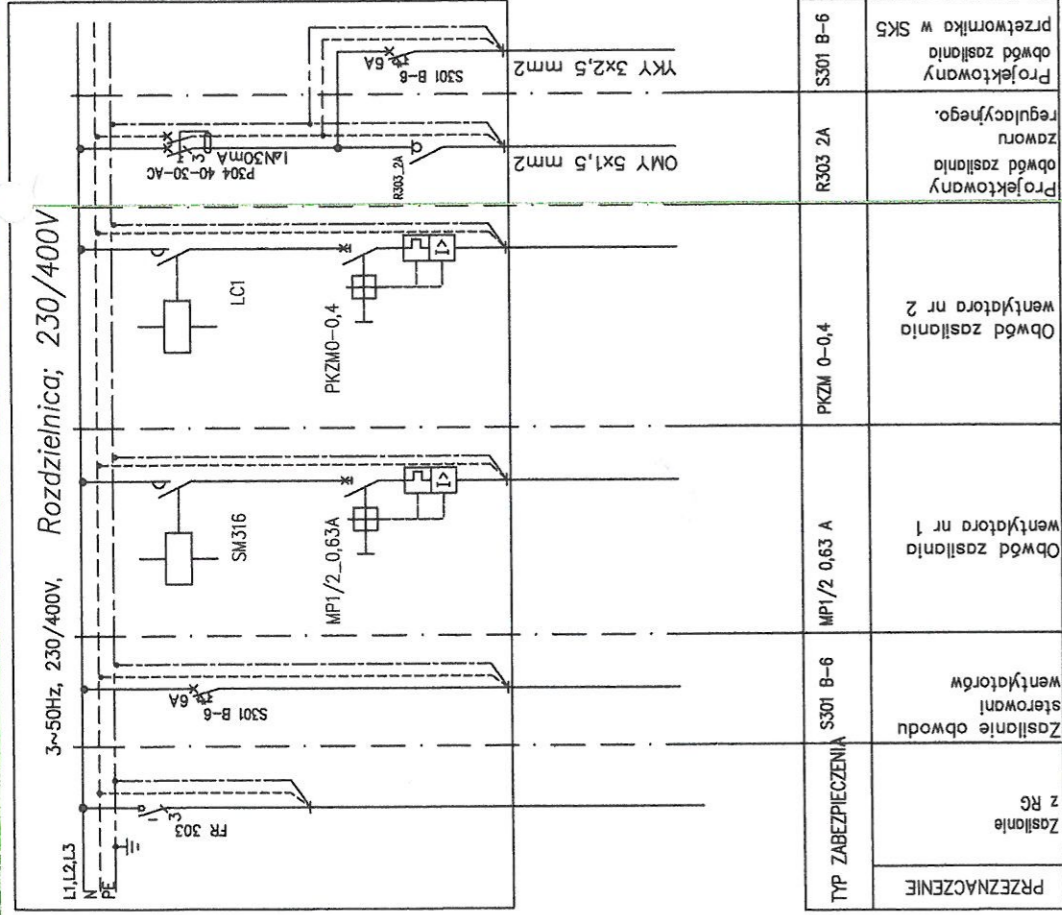 3~50Hz, 230/400V, Rozdzielnica; 230/400V
L1,L2,L3
N
PE
FR 303
3
S301 B-6
6A
SM316
MP1/2_0,63A
I>
LC1
PKZM0-0,4
I>
P304 40-30-AC
IΔN30mA
3
R303_2A
OMY 5x1,5 mm2
S301 B-6
6A
YKY 3x2,5 mm2
TYP ZABEZPIECZENIA
S301 B-6
MP1/2 0,63 A
PKZM 0-0,4
R303 2A
S301 B-6
PRZEZNACZENIE
Zasilanie
z RG
Zasilanie obwodu
sterowani
wentylatorów
Obwód zasilania
wentylatora nr 1
Obwód zasilania
wentylatora nr 2
Projektowany
obwód zasilania
zaworu
regulacyjnego.
Projektowany
obwód zasilania
przetwornika w SK5